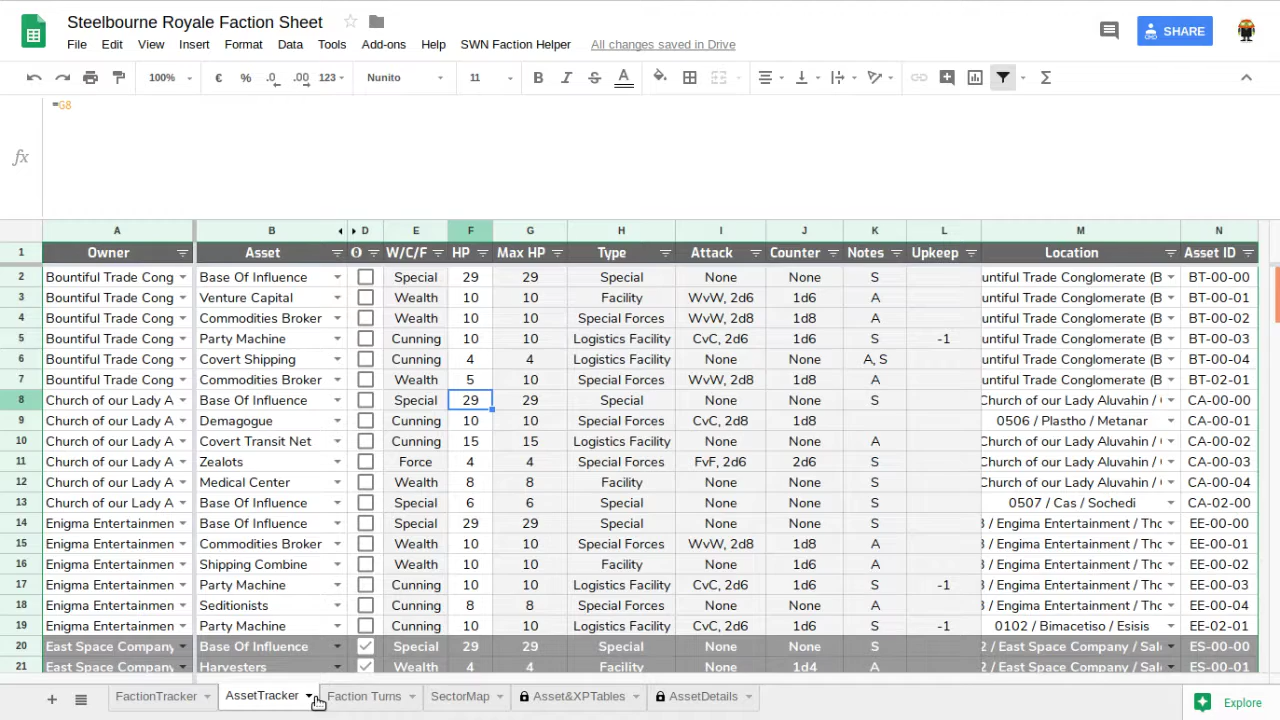 Steelbourne Royale Faction Sheet
File Edit View Insert Format Data Tools Add-ons Help SWN Faction Helper All changes saved in Drive
SHARE
100% € % .0 .00 123 Nunito 11 B I S A Σ
=G8
fx
A B D E F G H I J K L M N
1 Owner Asset O W/C/F HP Max HP Type Attack Counter Notes Upkeep Location Asset ID
2 Bountiful Trade Cong Base Of Influence Special 29 29 Special None None S untiful Trade Conglomerate (B BT-00-00
3 Bountiful Trade Cong Venture Capital Wealth 10 10 Facility WvW, 2d6 1d6 A untiful Trade Conglomerate (B BT-00-01
4 Bountiful Trade Cong Commodities Broker Wealth 10 10 Special Forces WvW, 2d8 1d8 A untiful Trade Conglomerate (B BT-00-02
5 Bountiful Trade Cong Party Machine Cunning 10 10 Logistics Facility CvC, 2d6 1d6 S -1 untiful Trade Conglomerate (B BT-00-03
6 Bountiful Trade Cong Covert Shipping Cunning 4 4 Logistics Facility None None A, S untiful Trade Conglomerate (B BT-00-04
7 Bountiful Trade Cong Commodities Broker Wealth 5 10 Special Forces WvW, 2d8 1d8 A untiful Trade Conglomerate (B BT-02-01
8 Church of our Lady A Base Of Influence Special 29 29 Special None None S Church of our Lady Aluvahin / ( CA-00-00
9 Church of our Lady A Demagogue Cunning 10 10 Special Forces CvC, 2d8 1d8 0506 / Plastho / Metanar CA-00-01
10 Church of our Lady A Covert Transit Net Cunning 15 15 Logistics Facility None None A Church of our Lady Aluvahin / ( CA-00-02
11 Church of our Lady A Zealots Force 4 4 Special Forces FvF, 2d6 2d6 S Church of our Lady Aluvahin / ( CA-00-03
12 Church of our Lady A Medical Center Wealth 8 8 Facility None None S Church of our Lady Aluvahin / ( CA-00-04
13 Church of our Lady A Base Of Influence Special 6 6 Special None None S 0507 / Cas / Sochedi CA-02-00
14 Enigma Entertainmen Base Of Influence Special 29 29 Special None None S / Engima Entertainment / Thc EE-00-00
15 Enigma Entertainmen Commodities Broker Wealth 10 10 Special Forces WvW, 2d8 1d8 A / Engima Entertainment / Thc EE-00-01
16 Enigma Entertainmen Shipping Combine Wealth 10 10 Facility None 1d6 A / Engima Entertainment / Thc EE-00-02
17 Enigma Entertainmen Party Machine Cunning 10 10 Logistics Facility CvC, 2d6 1d6 S -1 / Engima Entertainment / Thc EE-00-03
18 Enigma Entertainmen Seditionists Cunning 8 8 Special Forces None None A / Engima Entertainment / Thc EE-00-04
19 Enigma Entertainmen Party Machine Cunning 10 10 Logistics Facility CvC, 2d6 1d6 S -1 0102 / Bimacetiso / Esisis EE-02-01
20 East Space Company Base Of Influence Special 29 29 Special None None S 2 / East Space Company / Sal ES-00-00
21 East Space Company Harvesters Wealth 4 4 Facility None 1d4 A 2 / East Space Company / Sal ES-00-01
FactionTracker AssetTracker Faction Turns SectorMap Asset&XPTables AssetDetails Explore